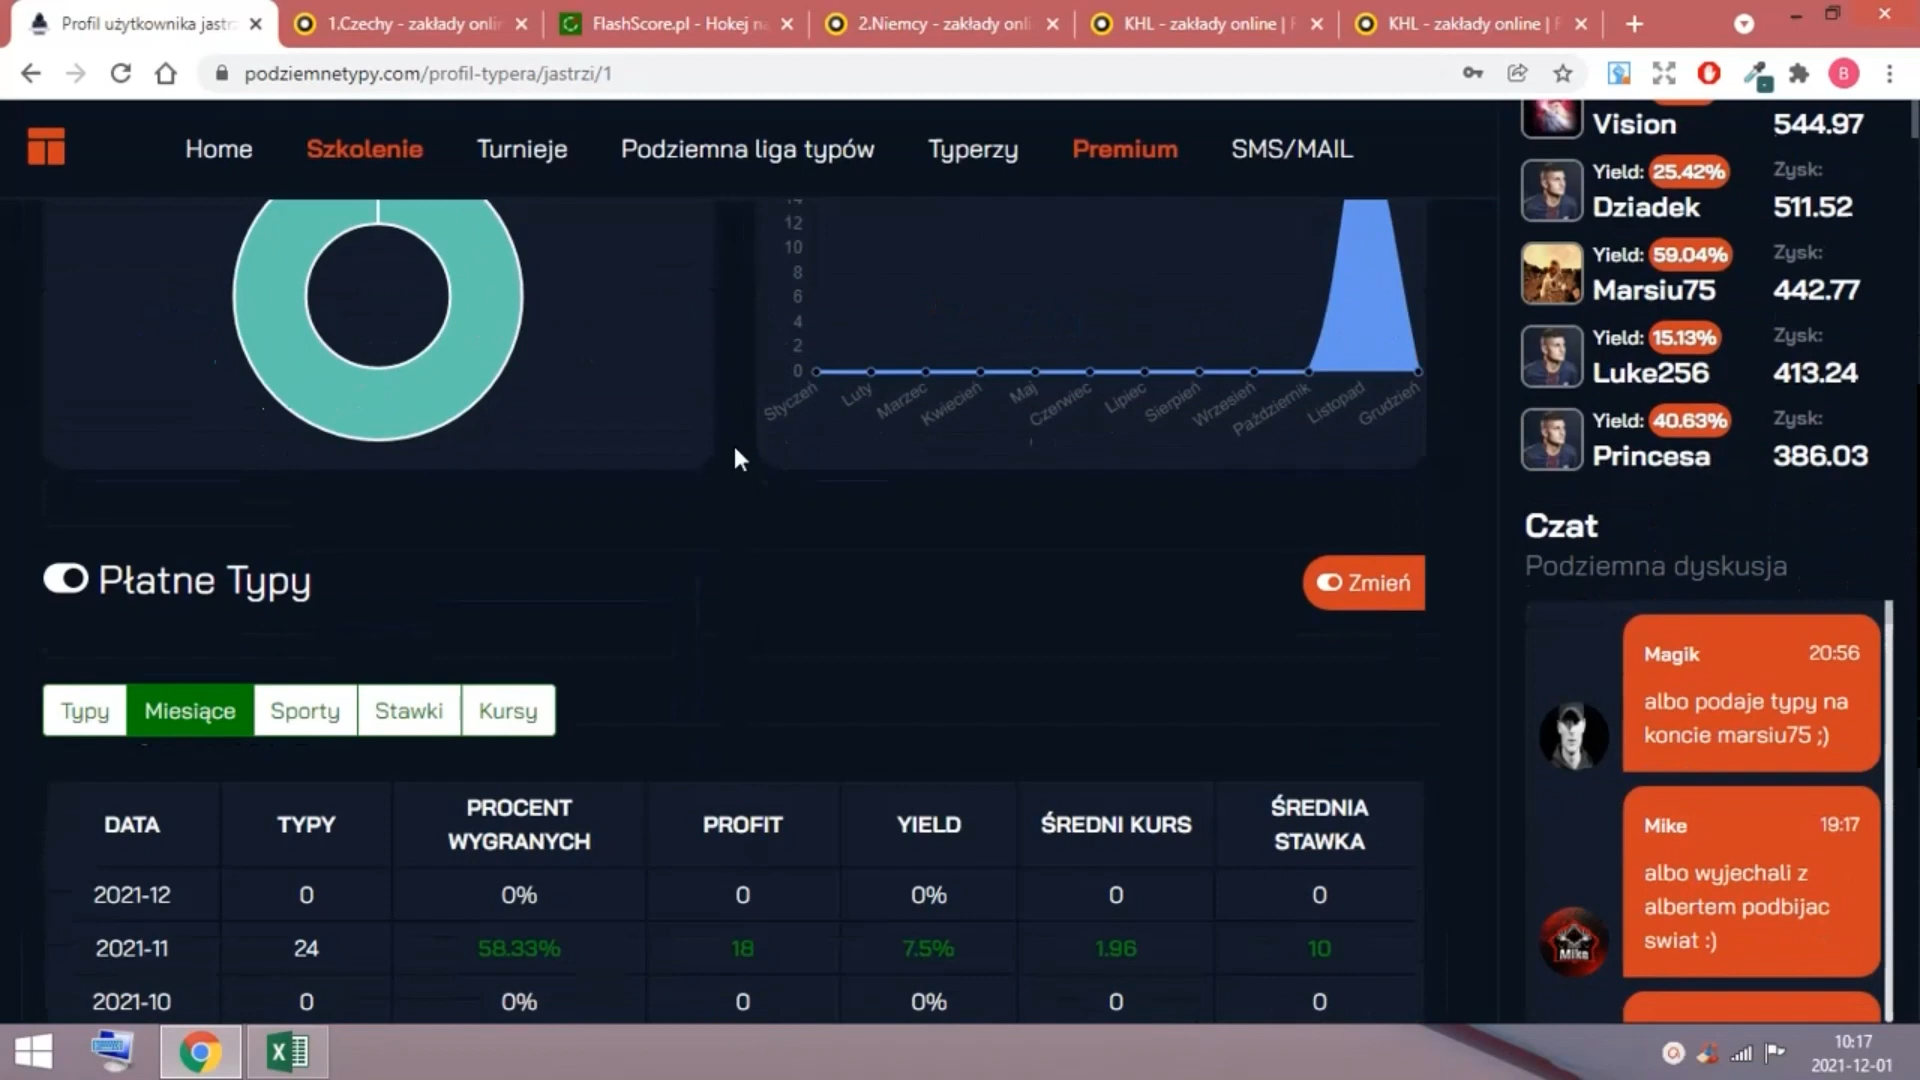 Profil użytkownika jastrz
1.Czechy - zakłady onli
FlashScore.pl - Hokej n
2.Niemcy - zakłady onl
KHL - zakłady online |
KHL - zakłady online |
podziemnetypy.com/profil-typera/jastrzi/1
B
Home Szkolenie Turnieje Podziemna liga typów Typerzy Premium SMS/MAIL
Vision 544.97
Yield: 25.42% Zysk:
Dziadek 511.52
Yield: 59.04% Zysk:
Marsiu75 442.77
Yield: 15.13% Zysk:
Luke256 413.24
Yield: 40.63% Zysk:
Princesa 386.03
14
12
10
8
6
4
2
0
Styczeń Luty Marzec Kwiecień Maj Czerwiec Lipiec Sierpień Wrzesień Październik Listopad Grudzień
Czat
Podziemna dyskusja
Płatne Typy
Zmień
Magik 20:56
albo podaje typy na
koncie marsiu75 ;)
Mike 19:17
albo wyjechali z
albertem podbijac
swiat :)
Mike
Typy Miesiące Sporty Stawki Kursy
DATA TYPY PROCENT WYGRANYCH PROFIT YIELD ŚREDNI KURS ŚREDNIA STAWKA
2021-12 0 0% 0 0% 0 0
2021-11 24 58.33% 18 7.5% 1.96 10
2021-10 0 0% 0 0% 0 0
10:17
2021-12-01